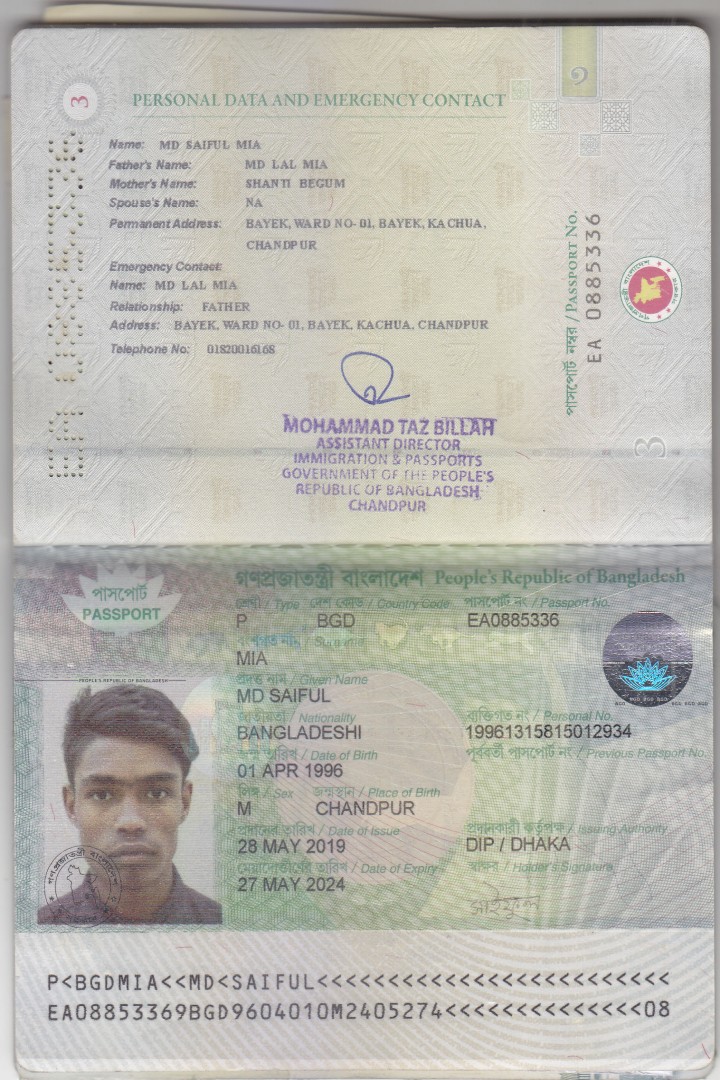 3
PERSONAL DATA AND EMERGENCY CONTACT
Name: MD SAIFUL MIA
Father's Name: MD LAL MIA
Mother's Name: SHANTI BEGUM
Spouse's Name: NA
Permanent Address: BAYEK, WARD NO- 01, BAYEK, KACHUA,
CHANDPUR
Emergency Contact:
Name: MD LAL MIA
Relationship: FATHER
Address: BAYEK, WARD NO- 01, BAYEK, KACHUA, CHANDPUR
Telephone No: 01820016168
পাসপোর্ট নম্বর / PASSPORT No.
EA 0885336
3
MOHAMMAD TAZ BILLAH
ASSISTANT DIRECTOR
IMMIGRATION & PASSPORTS
GOVERNMENT OF THE PEOPLE'S
REPUBLIC OF BANGLADESH
CHANDPUR
গণপ্রজাতন্ত্রী বাংলাদেশ People's Republic of Bangladesh
পাসপোর্ট
PASSPORT
শ্রেণী / Type দেশ কোড / Country Code পাসপোর্ট নং / Passport No.
P BGD EA0885336
Surname
MIA
PEOPLE'S REPUBLIC OF BANGLADESH
প্রদত্ত নাম / Given Name
MD SAIFUL
জাতীয়তা / Nationality ব্যক্তিগত নং / Personal No.
BANGLADESHI 19961315815012934
জন্ম তারিখ / Date of Birth পূর্ববর্তী পাসপোর্ট নং / Previous Passport No.
01 APR 1996
লিঙ্গ / Sex জন্মস্থান / Place of Birth
M CHANDPUR
প্রদানের তারিখ / Date of Issue প্রদানকারী কর্তৃপক্ষ / Issuing Authority
28 MAY 2019 DIP / DHAKA
মেয়াদোত্তীর্ণের তারিখ / Date of Expiry স্বাক্ষর / Holder's Signature
27 MAY 2024
সাইফুল
P<BGDMIA<<MD<SAIFUL<<<<<<<<<<<<<<<<<<<<<<<<<
EA08853369BGD9604010M2405274<<<<<<<<<<<<<<08